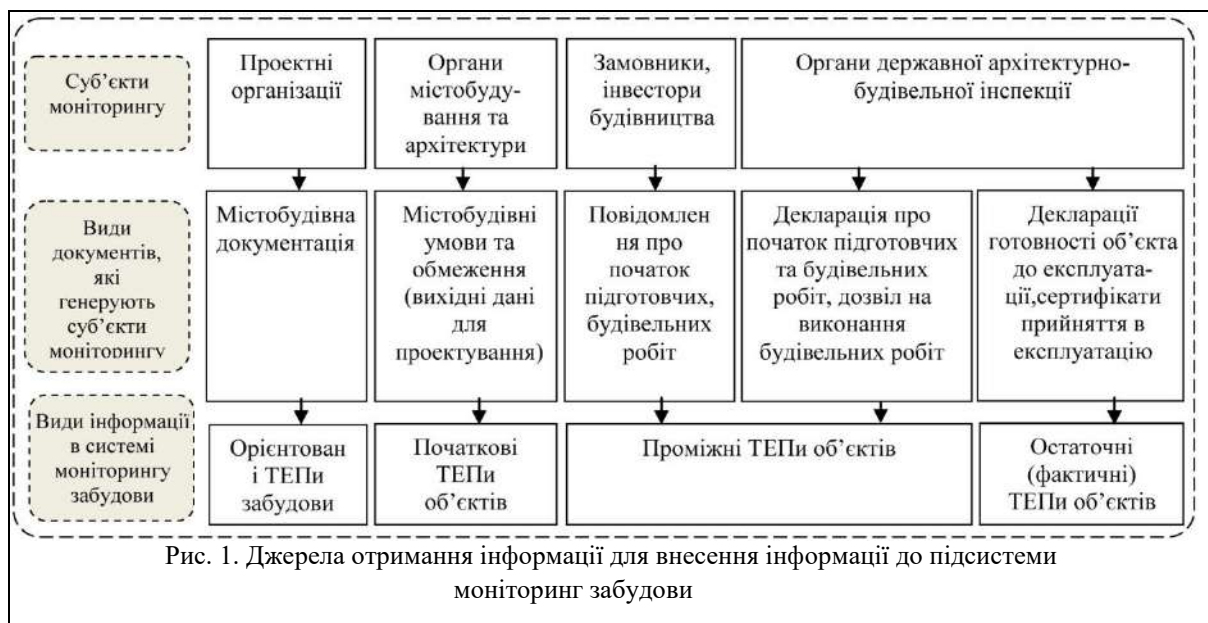 Суб’єкти
моніторингу
Проектні
організації
Органи
містобуду-
вання та
архітектури
Замовники,
інвестори
будівництва
Органи державної архітектурно-
будівельної інспекції
Види
документів,
які
генерують
суб’єкти
моніторингу
Містобудівна
документація
Містобудівні
умови та
обмеження
(вихідні дані
для
проектування)
Повідомлен
ня про
початок
підготовчих,
будівельних
робіт
Декларація про
початок підготовчих
та будівельних
робіт, дозвіл на
виконання
будівельних робіт
Декларації
готовності об’єкта
до експлуата-
ції,сертифікати
прийняття в
експлуатацію
Види інформації
в системі
моніторингу
забудови
Орієнтован
і ТЕПи
забудови
Початкові
ТЕПи
об’єктів
Проміжні ТЕПи об’єктів
Остаточні
(фактичні)
ТЕПи об’єктів
Рис. 1. Джерела отримання інформації для внесення інформації до підсистеми
моніторинг забудови